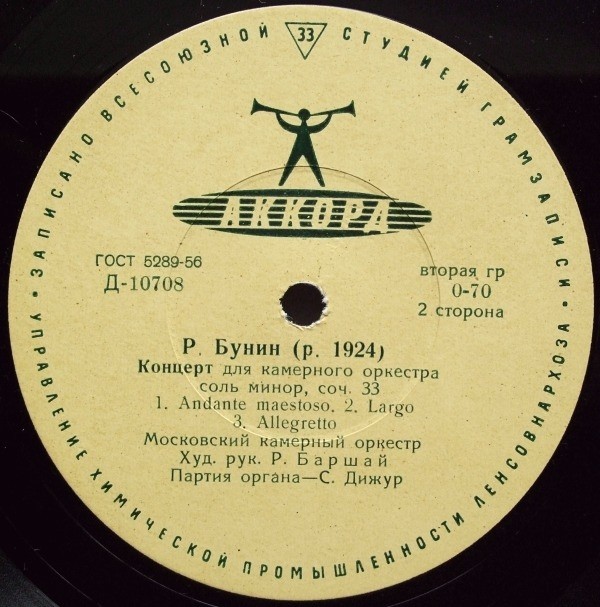 ЗАПИСАНО ВСЕСОЮЗНОЙ 33 СТУДИЕЙ ГРАМЗАПИСИ •
АККОРД
ГОСТ 5289-56
Д-10708
вторая гр
0-70
2 сторона
Р. Бунин (р. 1924)
Концерт для камерного оркестра
соль минор, соч. 33
1. Andante maestoso. 2. Largo
3. Allegretto
Московский камерный оркестр
Худ. рук. Р. Баршай
Партия органа—С. Дижур
УПРАВЛЕНИЕ ХИМИЧЕСКОЙ ПРОМЫШЛЕННОСТИ ЛЕНСОВНАРХОЗА •